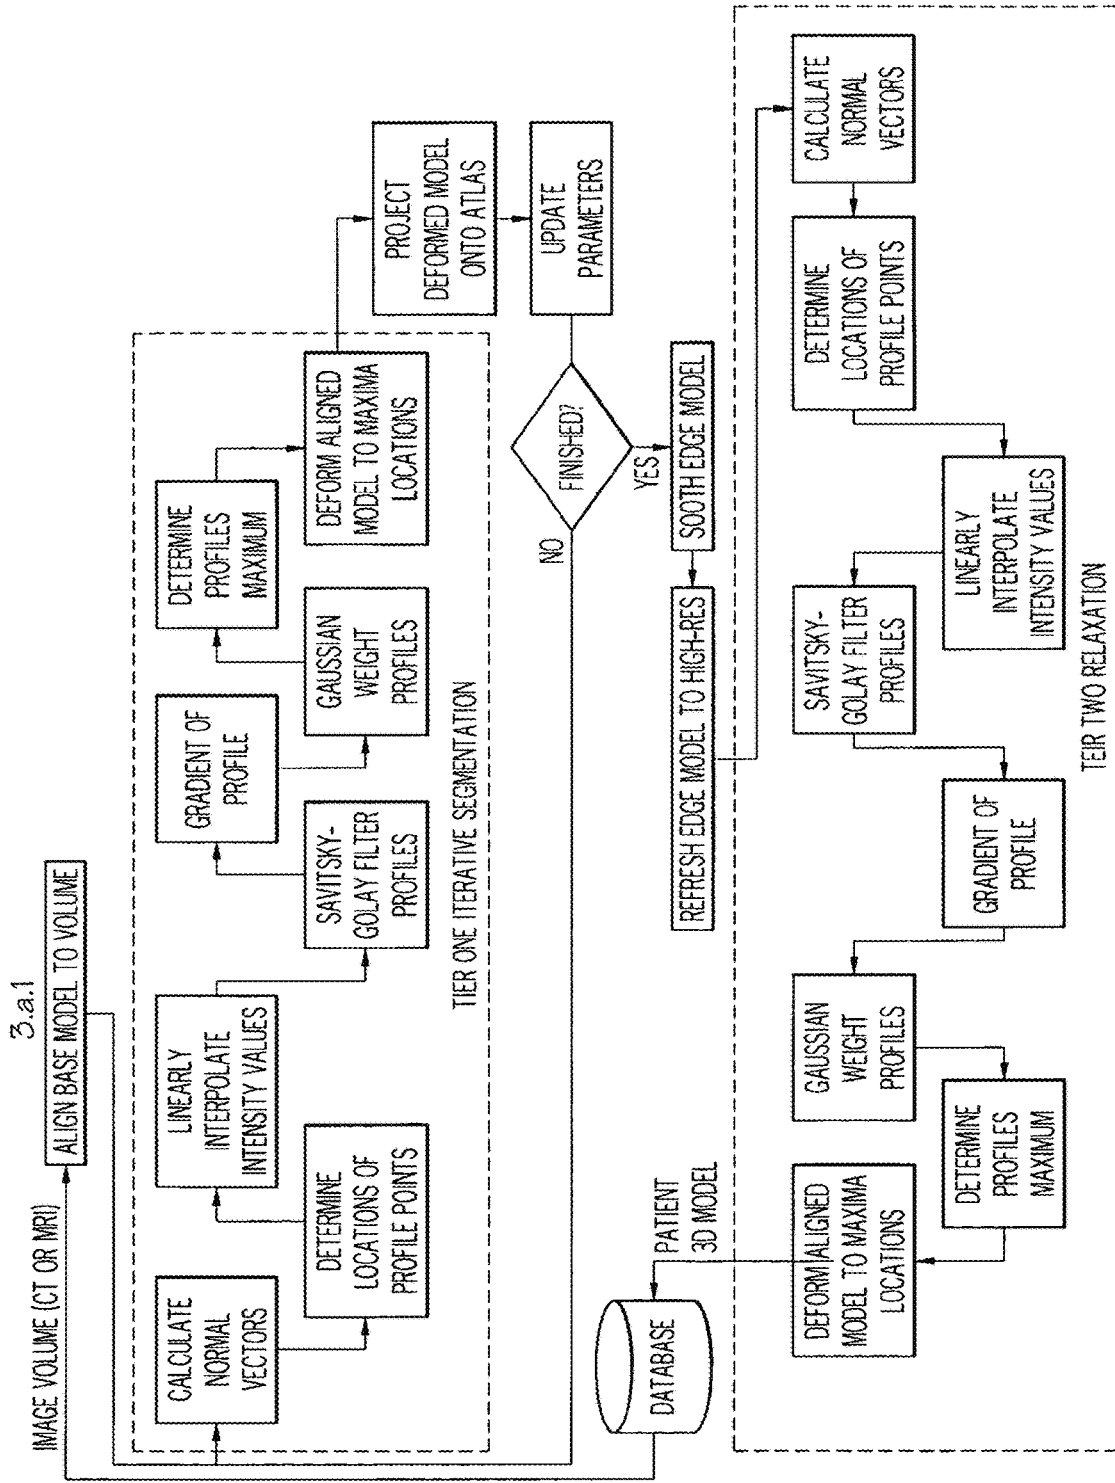 3.a.1
IMAGE VOLUME (CT OR MRI)
ALIGN BASE MODEL TO VOLUME
CALCULATE
NORMAL
VECTORS
DETERMINE
LOCATIONS OF
PROFILE POINTS
LINEARLY
INTERPOLATE
INTENSITY VALUES
SAVITSKY-
GOLAY FILTER
PROFILES
GRADIENT OF
PROFILE
GAUSSIAN
WEIGHT
PROFILES
DETERMINE
PROFILES
MAXIMUM
DEFORM ALIGNED
MODEL TO MAXIMA
LOCATIONS
TIER ONE ITERATIVE SEGMENTATION
PROJECT
DEFORMED MODEL
ONTO ATLAS
UPDATE
PARAMETERS
FINISHED?
NO
YES
SOOTH EDGE MODEL
REFRESH EDGE MODEL TO HIGH-RES
CALCULATE
NORMAL
VECTORS
DETERMINE
LOCATIONS OF
PROFILE POINTS
LINEARLY
INTERPOLATE
INTENSITY VALUES
SAVITSKY-
GOLAY FILTER
PROFILES
GRADIENT OF
PROFILE
GAUSSIAN
WEIGHT
PROFILES
DETERMINE
PROFILES
MAXIMUM
DEFORM ALIGNED
MODEL TO MAXIMA
LOCATIONS
TEIR TWO RELAXATION
PATIENT
3D MODEL
DATABASE